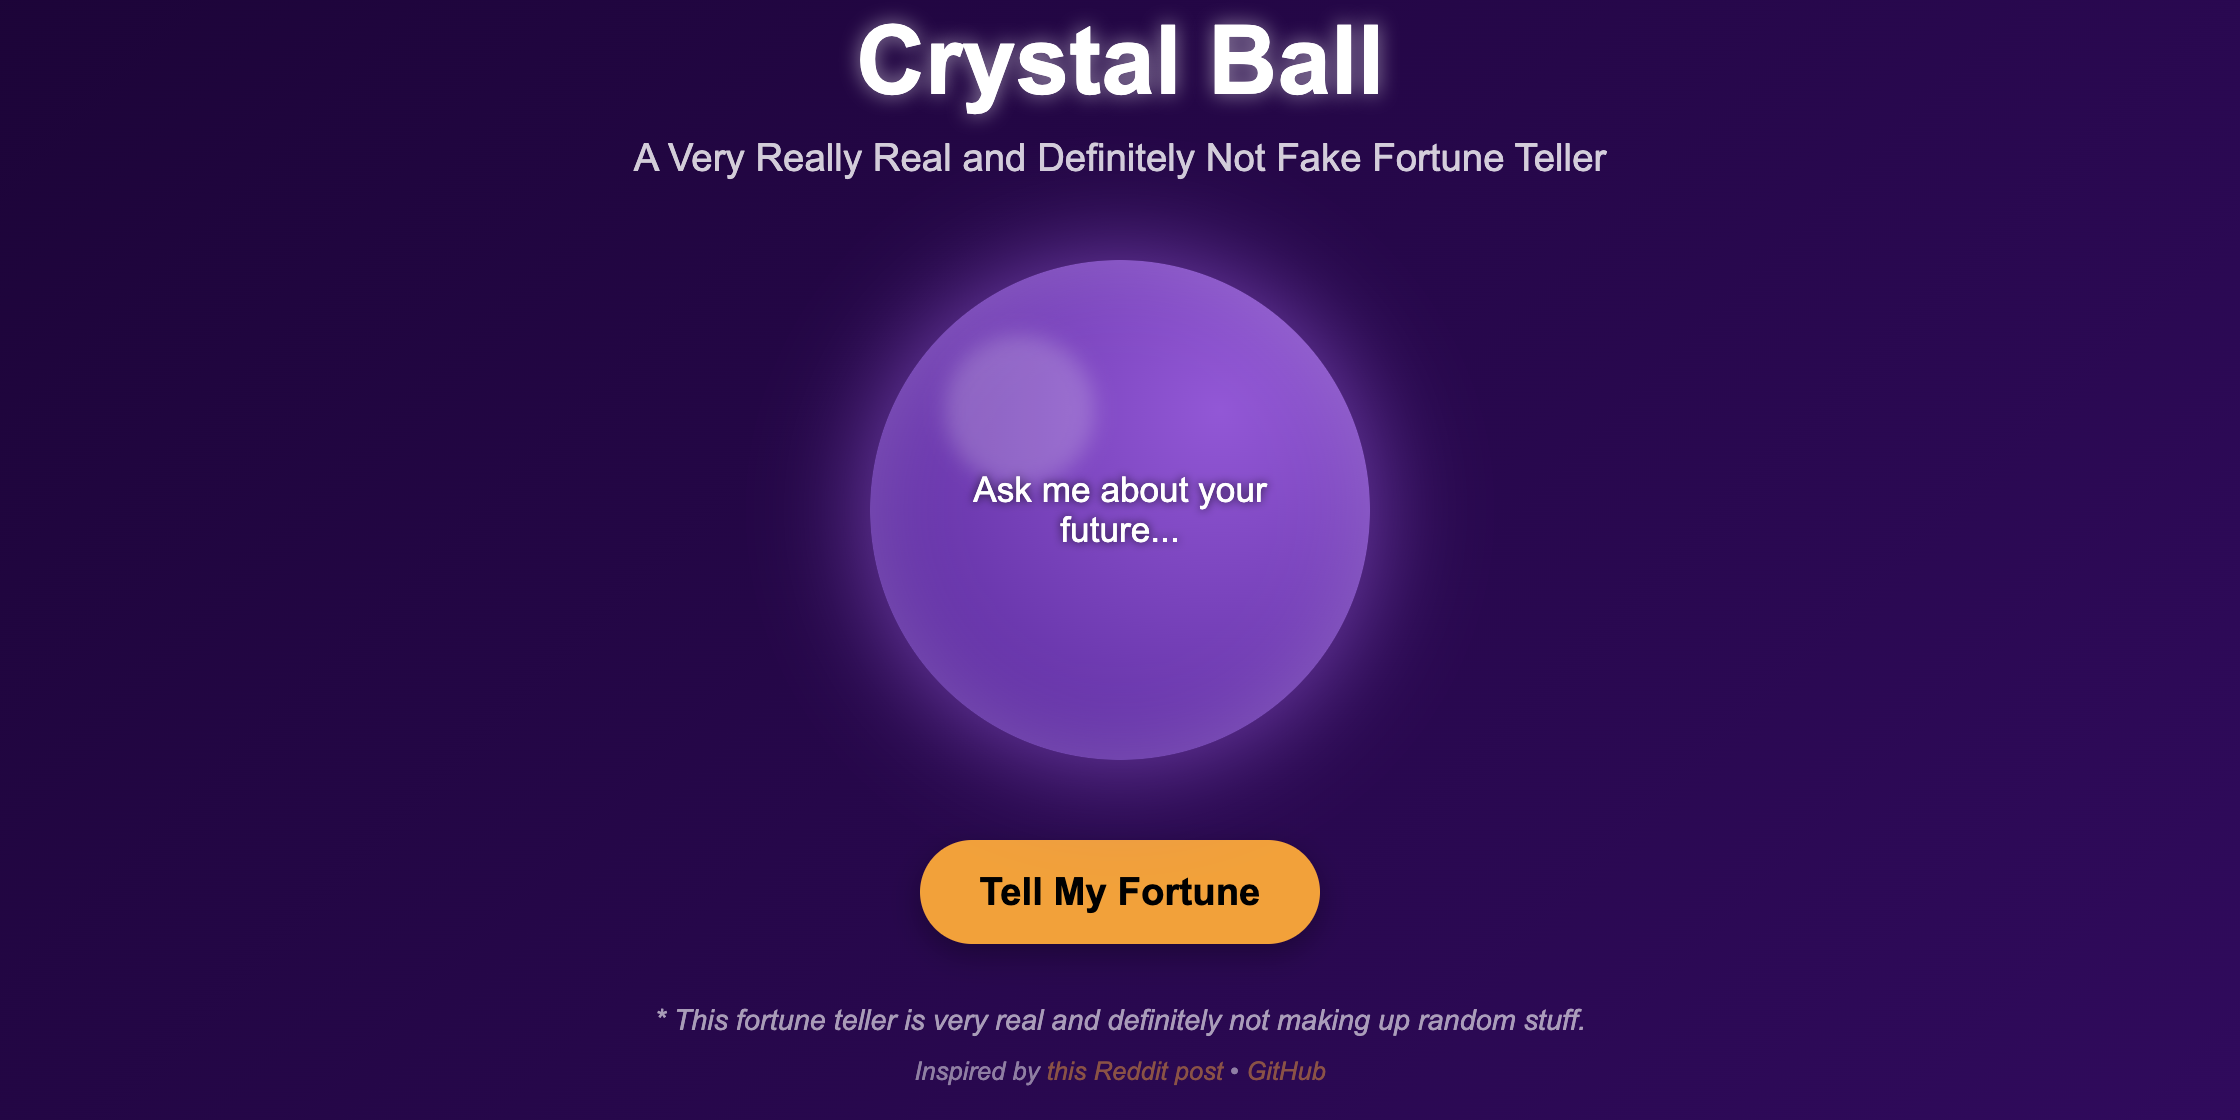 Crystal Ball
A Very Really Real and Definitely Not Fake Fortune Teller
Ask me about your
future...
Tell My Fortune
* This fortune teller is very real and definitely not making up random stuff.
Inspired by this Reddit post • GitHub